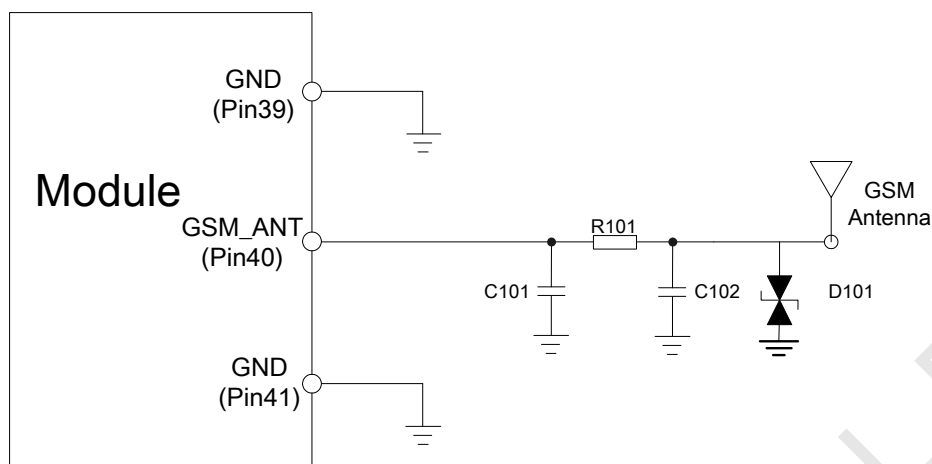 GND
(Pin39)
Module
GSM_ANT
(Pin40)
R101
GSM
Antenna
C101
C102
D101
GND
(Pin41)